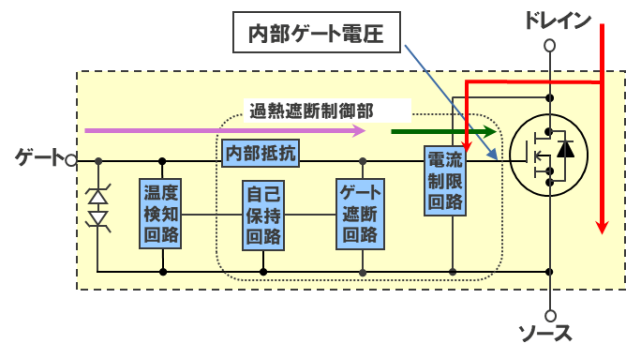 ドレイン
内部ゲート電圧
過熱遮断制御部
ゲート
内部抵抗
温度
検知
回路
自己
保持
回路
ゲート
遮断
回路
電流
制限
回路
ソース